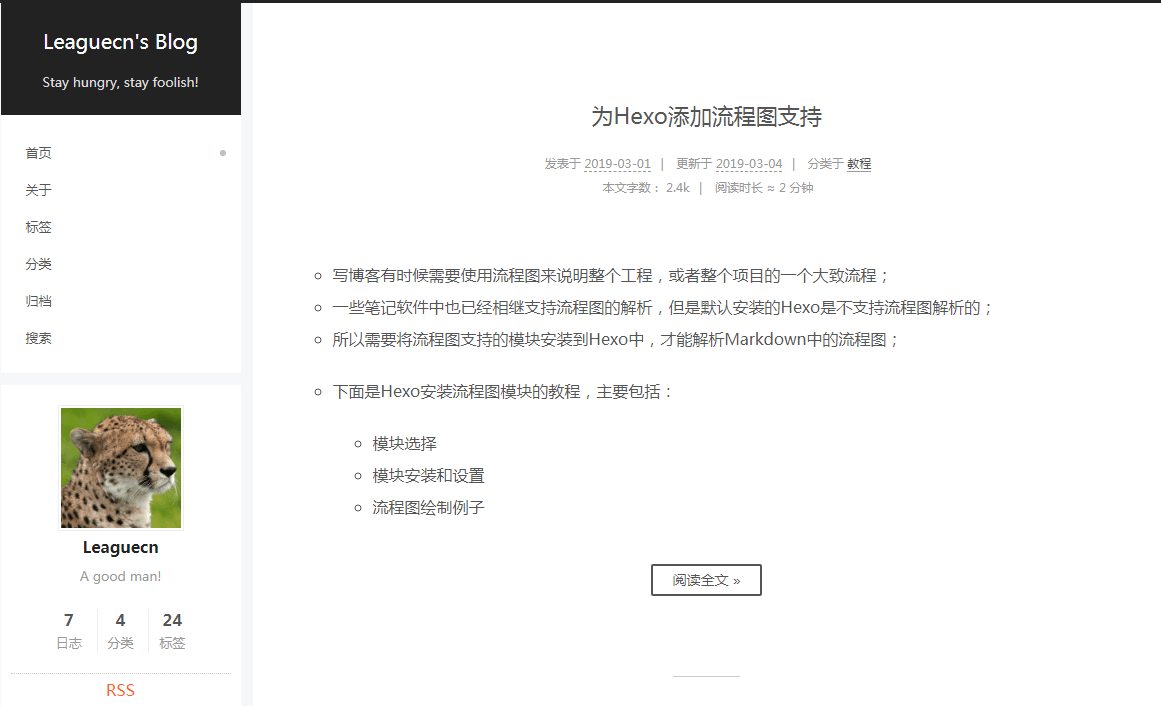 Leaguecn's Blog
Stay hungry, stay foolish!
首页
关于
标签
分类
归档
搜索
Leaguecn
A good man!
7 4 24
日志 分类 标签
RSS
为Hexo添加流程图支持
发表于 2019-03-01 | 更新于 2019-03-04 | 分类于 教程
本文字数： 2.4k | 阅读时长 ≈ 2 分钟
写博客有时候需要使用流程图来说明整个工程，或者整个项目的一个大致流程；
一些笔记软件中也已经相继支持流程图的解析，但是默认安装的Hexo是不支持流程图解析的；
所以需要将流程图支持的模块安装到Hexo中，才能解析Markdown中的流程图；
下面是Hexo安装流程图模块的教程，主要包括：
模块选择
模块安装和设置
流程图绘制例子
阅读全文 »